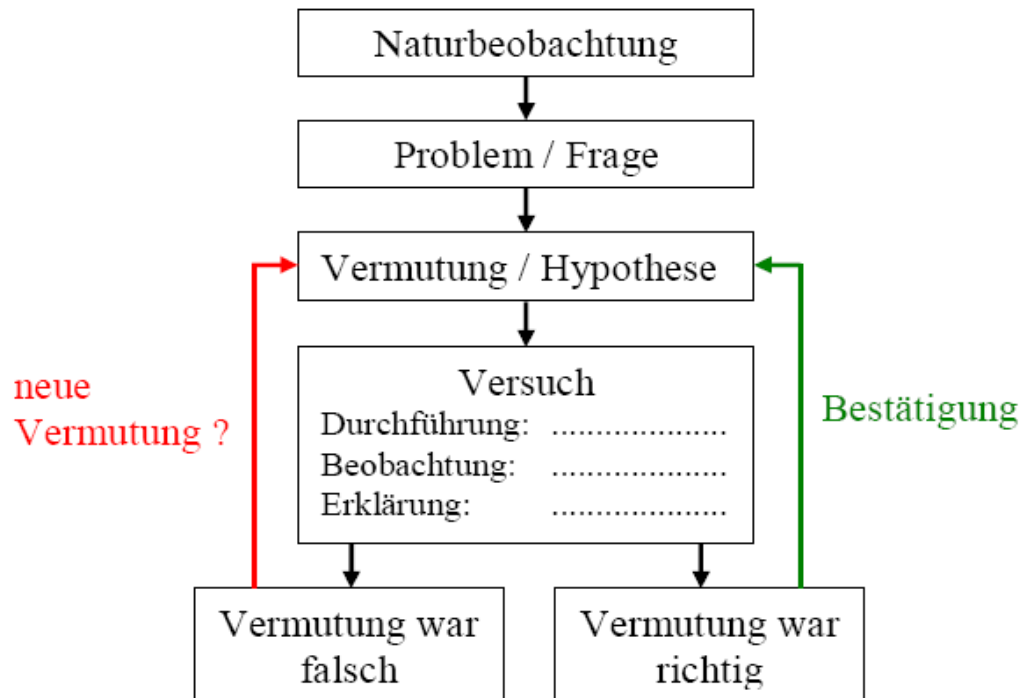 Naturbeobachtung
Problem / Frage
Vermutung / Hypothese
neue
Vermutung ?
Versuch
Durchführung: .....................
Beobachtung: .....................
Erklärung: .....................
Bestätigung
Vermutung war
falsch
Vermutung war
richtig